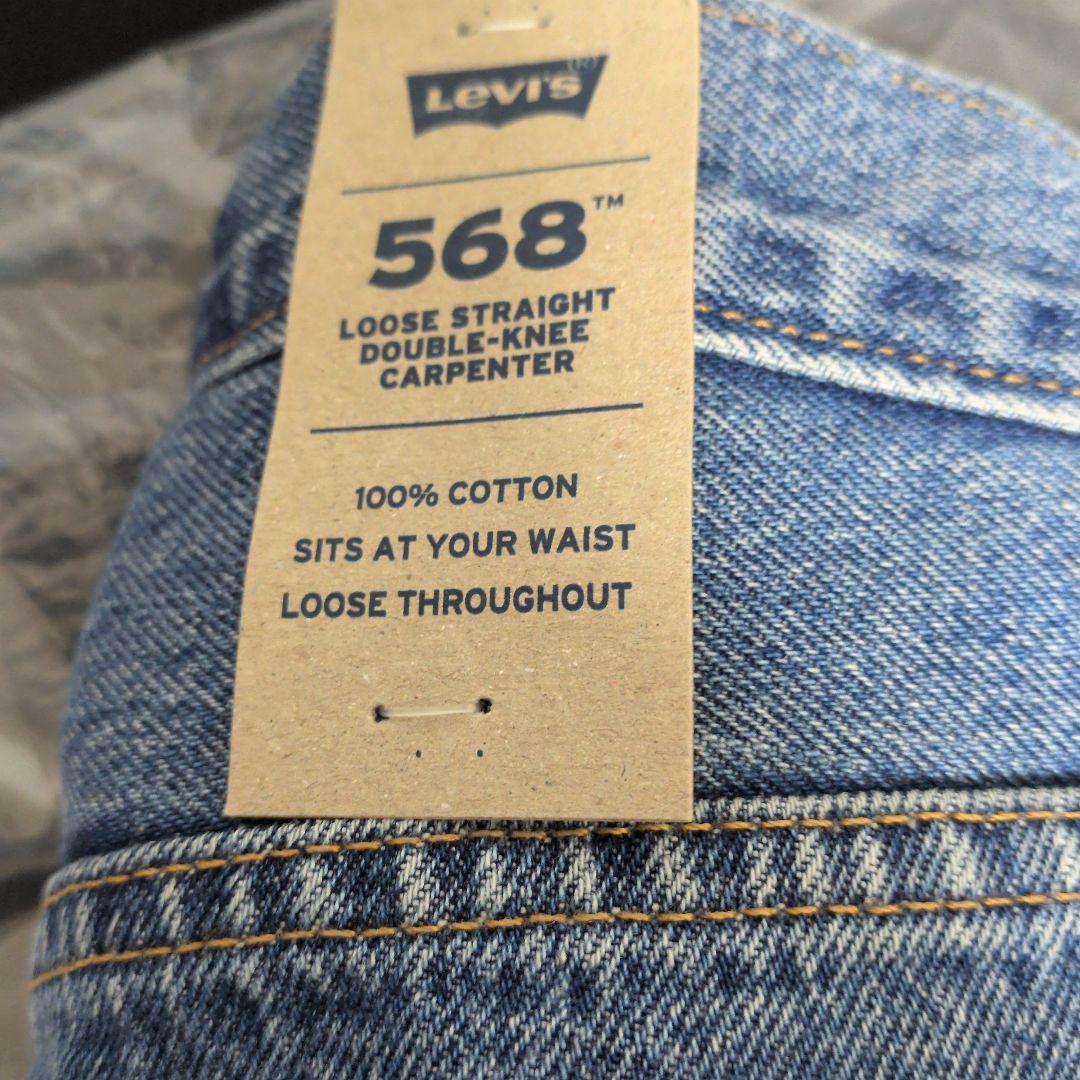 Levi's®
568™
LOOSE STRAIGHT
DOUBLE-KNEE
CARPENTER
100% COTTON
SITS AT YOUR WAIST
LOOSE THROUGHOUT